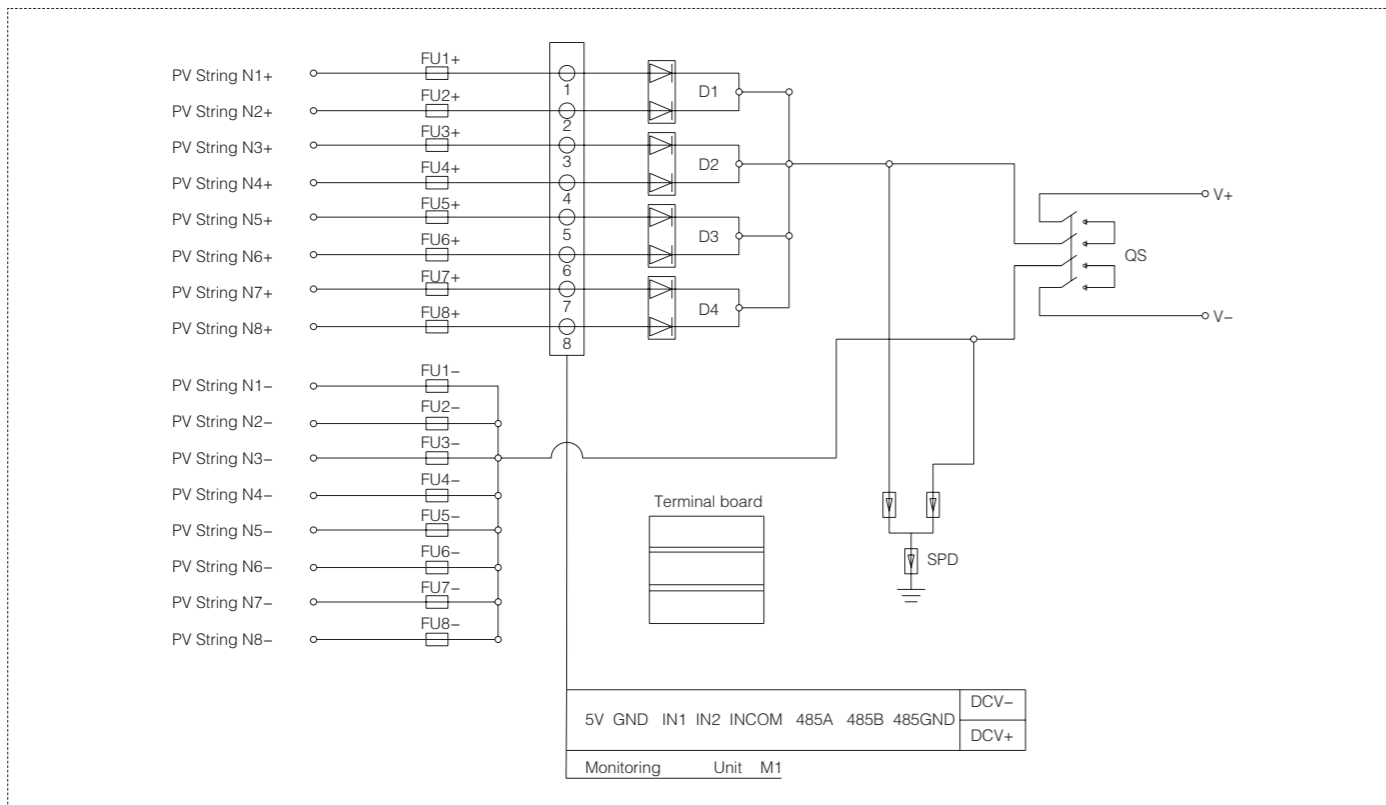 FU1+
PV String N1+
1
D1
FU2+
PV String N2+
2
FU3+
PV String N3+
3
D2
FU4+
PV String N4+
4
FU5+
PV String N5+
5
D3
FU6+
PV String N6+
6
FU7+
PV String N7+
7
D4
FU8+
PV String N8+
8
V+
QS
V−
FU1−
PV String N1−
FU2−
PV String N2−
FU3−
PV String N3−
FU4−
PV String N4−
FU5−
PV String N5−
FU6−
PV String N6−
FU7−
PV String N7−
FU8−
PV String N8−
Terminal board
SPD
5V GND IN1 IN2 INCOM 485A 485B 485GND
DCV−
DCV+
Monitoring Unit M1